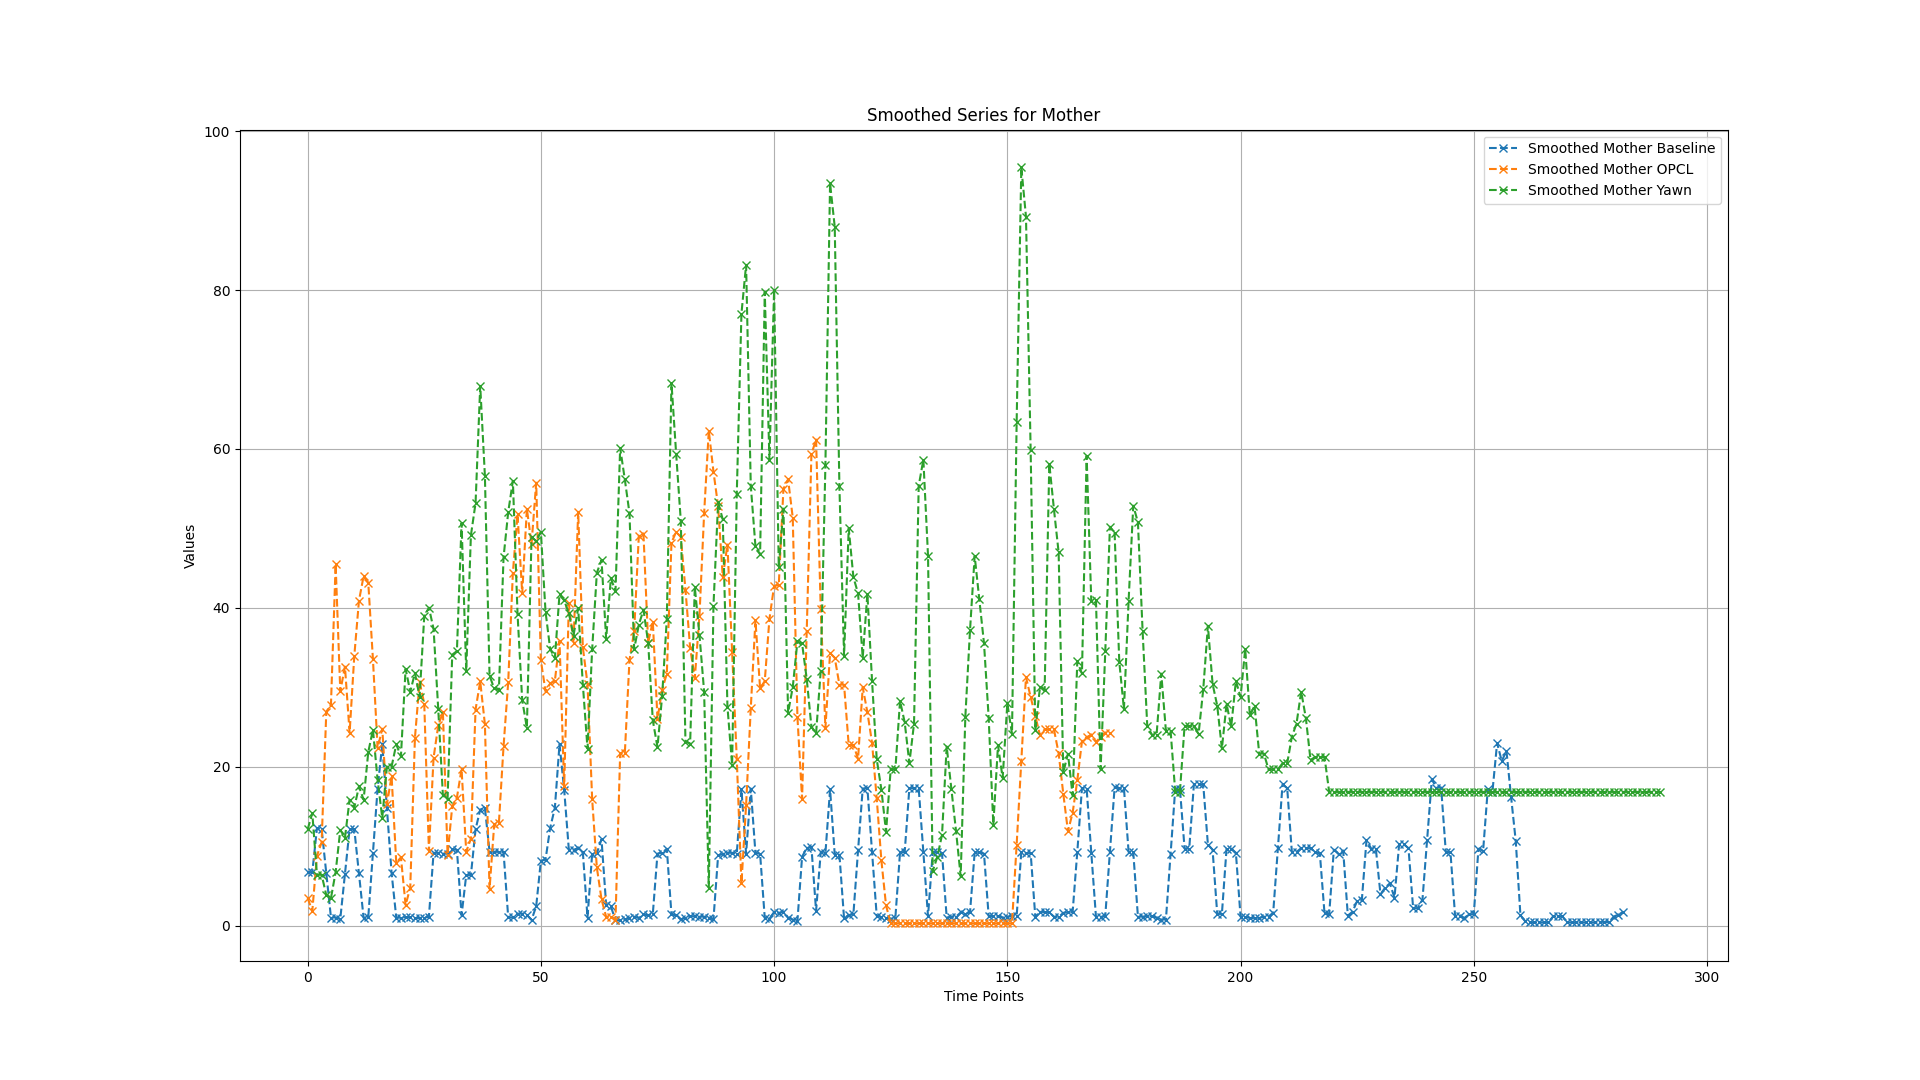 Smoothed Series for Mother
100
80
60
40
20
0
Values
Smoothed Mother Baseline
Smoothed Mother OPCL
Smoothed Mother Yawn
0 50 100 150 200 250 300
Time Points